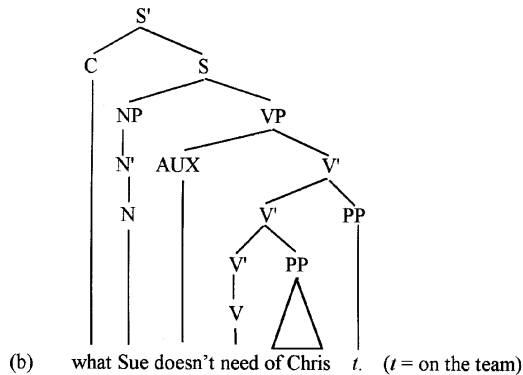 S'
C S
NP VP
N' AUX V'
N V' PP
V' PP
V
(b) what Sue doesn't need of Chris t. (t = on the team)